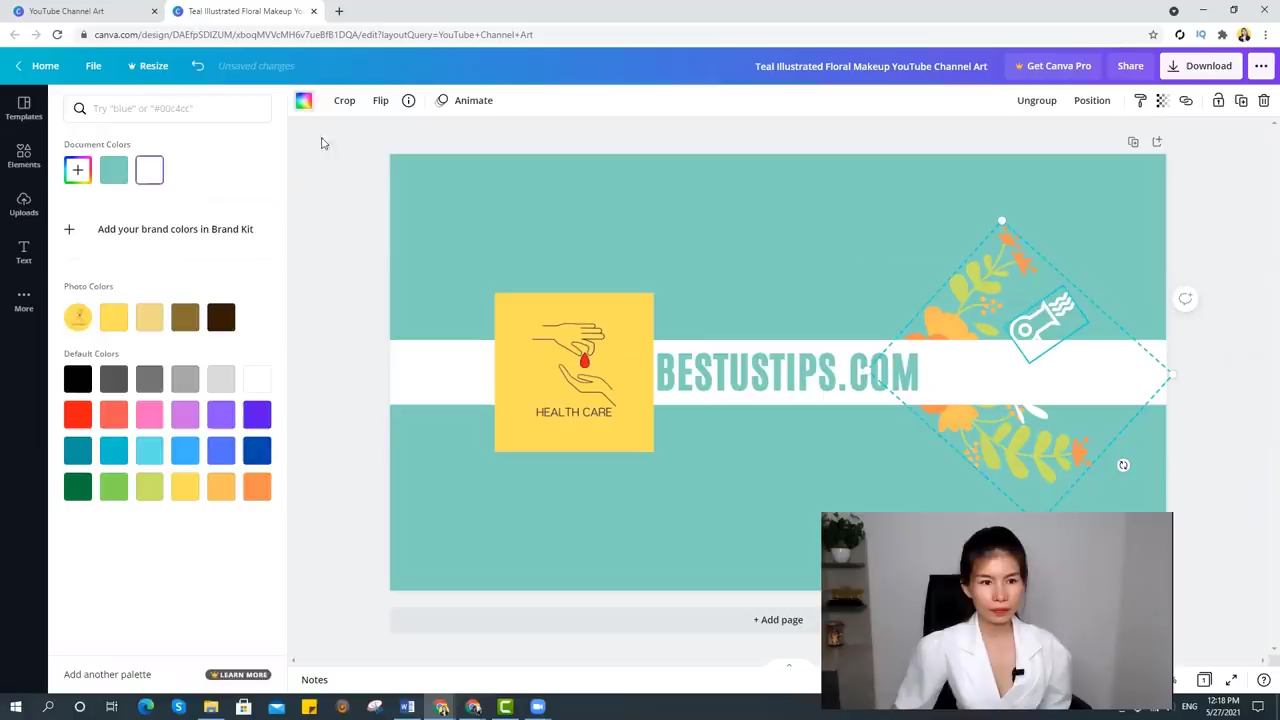 YouTube Channel Art
Teal Illustrated Floral Makeup Yo
canva.com/design/DAEfpSDIZUM/xboqMVVcMH6v7ueBfB1DQA/edit?layoutQuery=YouTube+Channel+Art
Home
File
Resize
Unsaved changes
Teal Illustrated Floral Makeup YouTube Channel Art
Get Canva Pro
Share
Download
Templates
Elements
Uploads
Text
More
Try "blue" or "#00c4cc"
Crop
Flip
Animate
Ungroup
Position
Document Colors
Add your brand colors in Brand Kit
Photo Colors
Default Colors
BESTUSTIPS.COM
HEALTH CARE
+ Add page
Add another palette
LEARN MORE
Notes
%
1
ENG
12:18 PM
5/27/2021